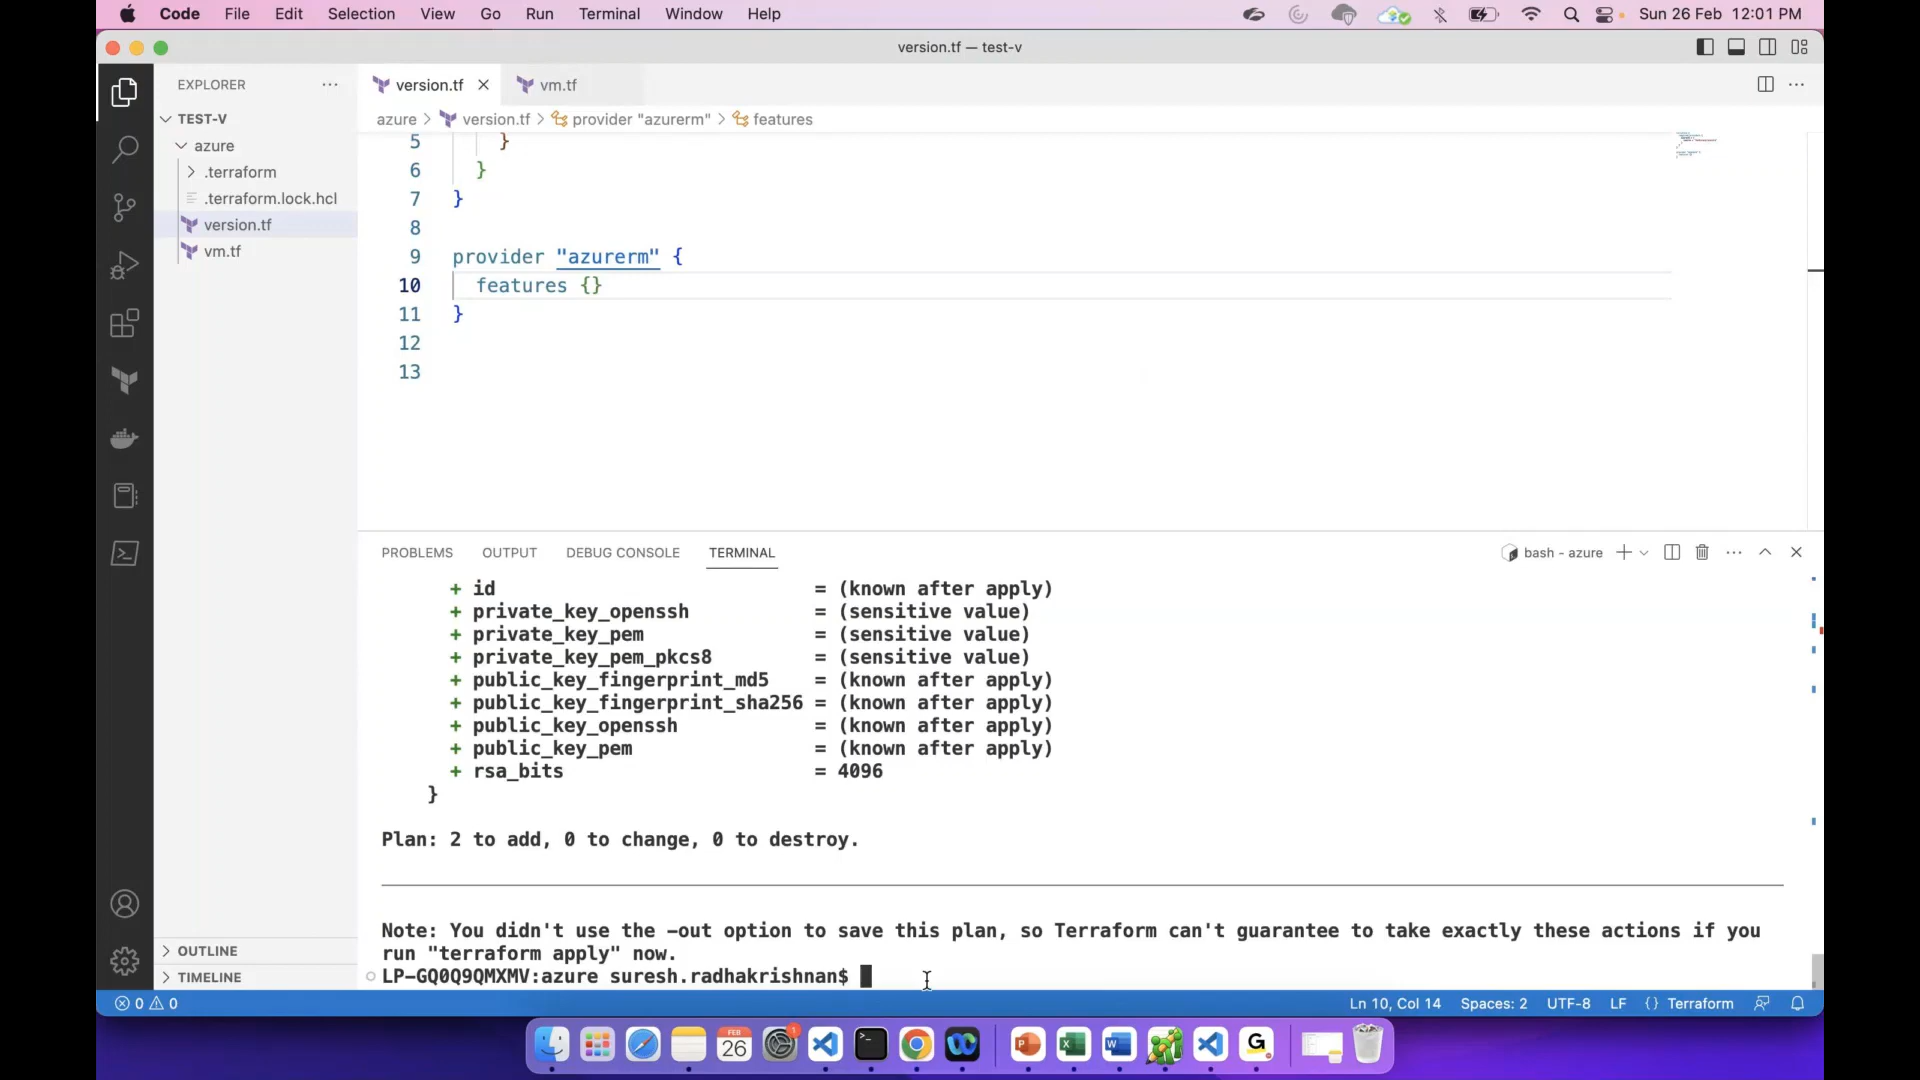 Code File Edit Selection View Go Run Terminal Window Help Sun 26 Feb 12:01 PM
version.tf — test-v
EXPLORER
version.tf
vm.tf
TEST-V
azure
.terraform
.terraform.lock.hcl
version.tf
vm.tf
azure > version.tf > provider "azurerm" > features
5 }
6 }
7 }
8
9 provider "azurerm" {
10 features {}
11 }
12
13
PROBLEMS OUTPUT DEBUG CONSOLE TERMINAL bash - azure
+ id = (known after apply)
+ private_key_openssh = (sensitive value)
+ private_key_pem = (sensitive value)
+ private_key_pem_pkcs8 = (sensitive value)
+ public_key_fingerprint_md5 = (known after apply)
+ public_key_fingerprint_sha256 = (known after apply)
+ public_key_openssh = (known after apply)
+ public_key_pem = (known after apply)
+ rsa_bits = 4096
}
Plan: 2 to add, 0 to change, 0 to destroy.
Note: You didn't use the -out option to save this plan, so Terraform can't guarantee to take exactly these actions if you
run "terraform apply" now.
LP-GQ0Q9QMXMV:azure suresh.radhakrishnan$
OUTLINE
TIMELINE
0 0 Ln 10, Col 14 Spaces: 2 UTF-8 LF {} Terraform
FEB
26
1
P
X
W
G